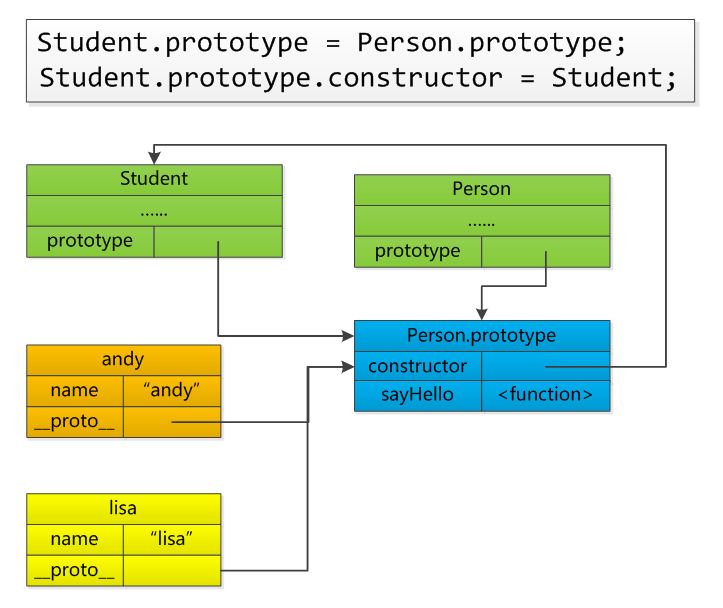 Student.prototype = Person.prototype;
Student.prototype.constructor = Student;
Student
......
prototype
Person
......
prototype
Person.prototype
constructor
sayHello <function>
andy
name “andy”
__proto__
lisa
name “lisa”
__proto__